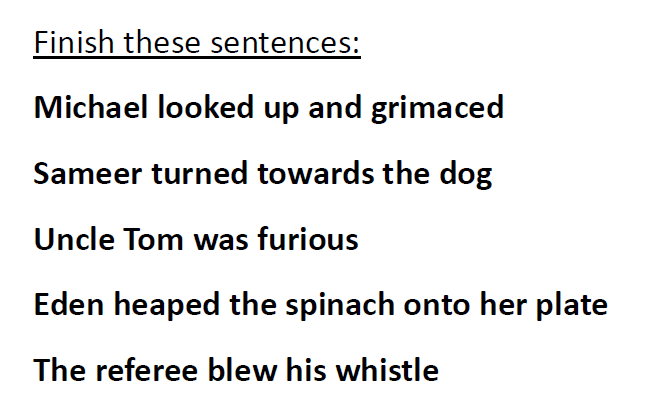 Finish these sentences:
Michael looked up and grimaced
Sameer turned towards the dog
Uncle Tom was furious
Eden heaped the spinach onto her plate
The referee blew his whistle